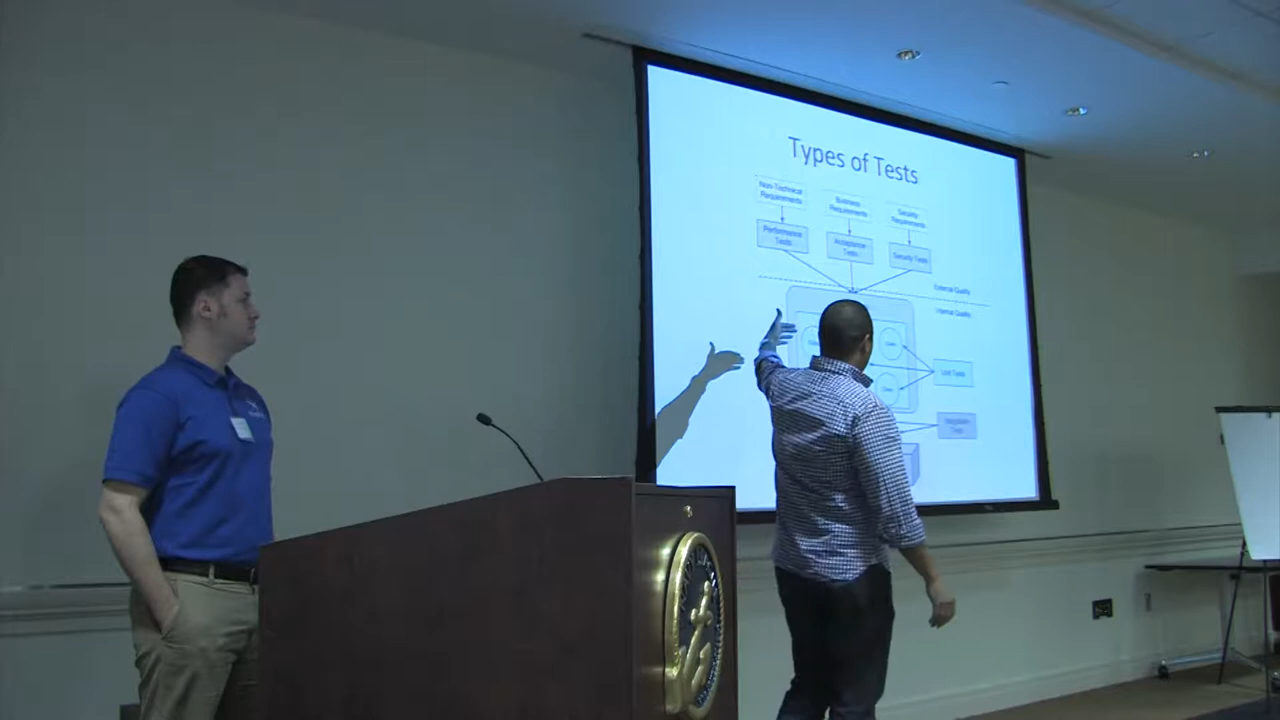 Types of Tests
Non-Technical
Requirements
Business
Requirements
Security
Requirements
Performance
Tests
Acceptance
Tests
Security Tests
External Quality
Internal Quality
Unit Tests
Integration
Tests